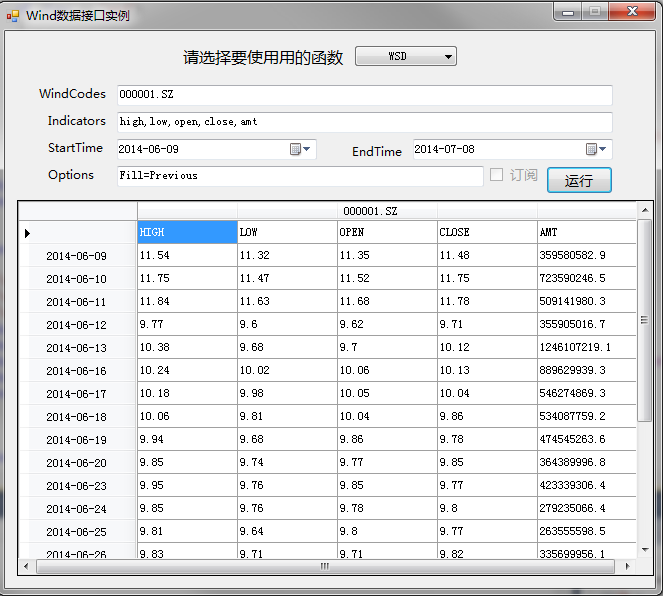 Wind数据接口实例
请选择要使用用的函数 WSD
WindCodes 000001.SZ
Indicators high,low,open,close,amt
StartTime 2014-06-09 EndTime 2014-07-08
Options Fill=Previous 订阅 运行
000001.SZ
HIGH LOW OPEN CLOSE AMT
2014-06-09 11.54 11.32 11.35 11.48 359580582.9
2014-06-10 11.75 11.47 11.52 11.75 723590246.5
2014-06-11 11.84 11.63 11.68 11.78 509141980.3
2014-06-12 9.77 9.6 9.62 9.71 355905016.7
2014-06-13 10.38 9.68 9.7 10.12 1246107219.1
2014-06-16 10.24 10.02 10.06 10.13 889629939.3
2014-06-17 10.18 9.98 10.05 10.04 546274869.3
2014-06-18 10.06 9.81 10.04 9.86 534087759.2
2014-06-19 9.94 9.68 9.86 9.78 474545263.6
2014-06-20 9.85 9.74 9.77 9.85 364389996.8
2014-06-23 9.95 9.76 9.85 9.77 423339306.4
2014-06-24 9.85 9.76 9.78 9.8 279235066.4
2014-06-25 9.81 9.64 9.8 9.77 263555598.5
2014-06-26 9.83 9.71 9.71 9.82 335699956.1